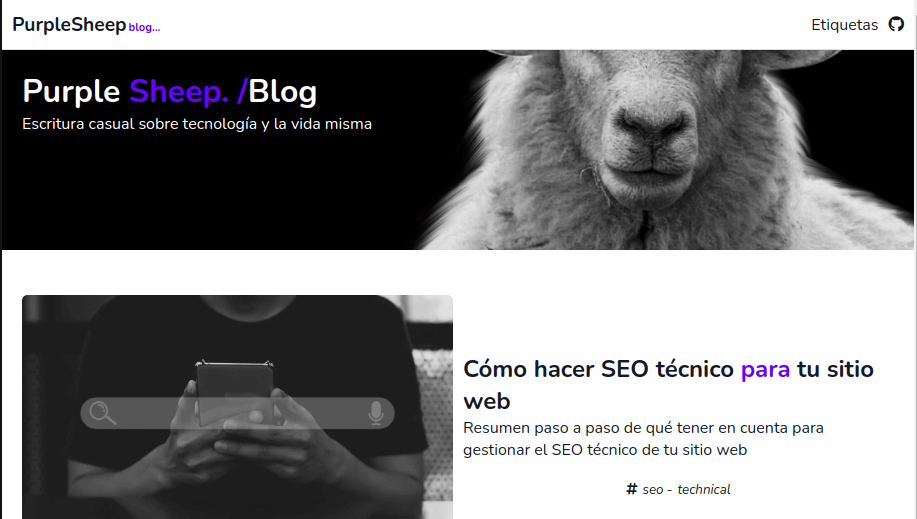 PurpleSheep blog...
Etiquetas
Purple Sheep. /Blog
Escritura casual sobre tecnología y la vida misma
Cómo hacer SEO técnico para tu sitio
web
Resumen paso a paso de qué tener en cuenta para
gestionar el SEO técnico de tu sitio web
# seo - technical